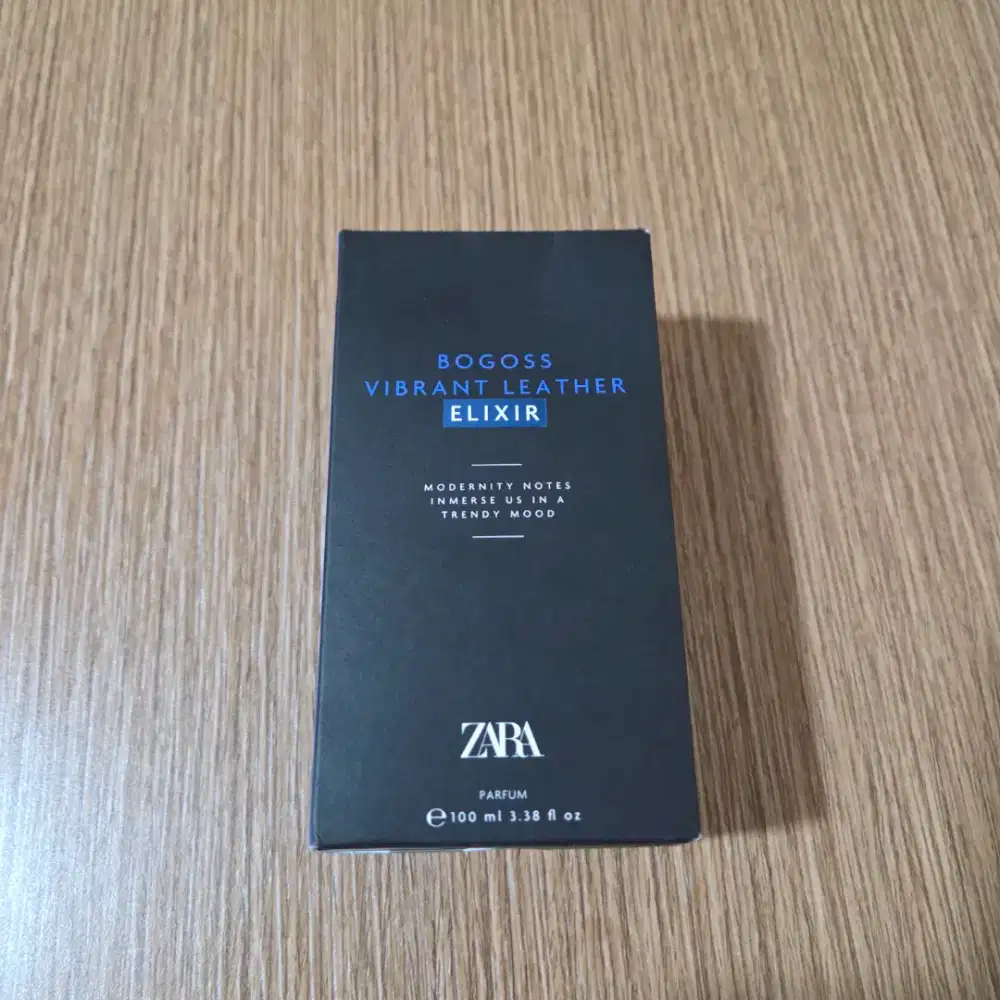 BOGOSS
VIBRANT LEATHER
ELIXIR
MODERNITY NOTES
INMERSE US IN A
TRENDY MOOD
ZARA
PARFUM
℮ 100 ml 3.38 fl oz